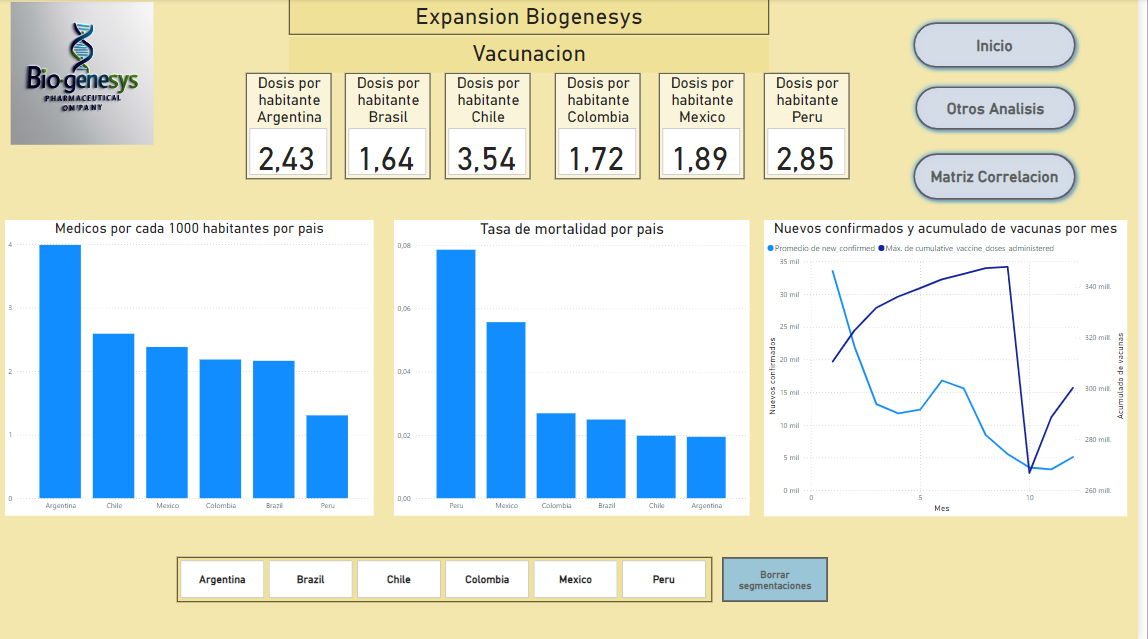 Bio-genesys
PHARMACEUTICAL
Expansion Biogenesys
Vacunacion
Inicio
Otros Analisis
Matriz Correlacion
Dosis por
habitante
Argentina
2,43
Dosis por
habitante
Brasil
1,64
Dosis por
habitante
Chile
3,54
Dosis por
habitante
Colombia
1,72
Dosis por
habitante
Mexico
1,89
Dosis por
habitante
Peru
2,85
Medicos por cada 1000 habitantes por pais
4
3
2
1
0
Argentina Chile Mexico Colombia Brazil Peru
Tasa de mortalidad por pais
0,08
0,06
0,04
0,02
0,00
Peru Mexico Colombia Brazil Chile Argentina
Nuevos confirmados y acumulado de vacunas por mes
Promedio de new confirmed Máx. de cumulative vaccine doses administered
Nuevos confirmados
35 mil
30 mil
25 mil
20 mil
15 mil
10 mil
5 mil
0 mil
0 5 10
Mes
340 mill.
320 mill.
300 mill.
280 mill.
260 mill.
Acumulado de vacunas
Argentina Brazil Chile Colombia Mexico Peru
Borrar
segmentaciones